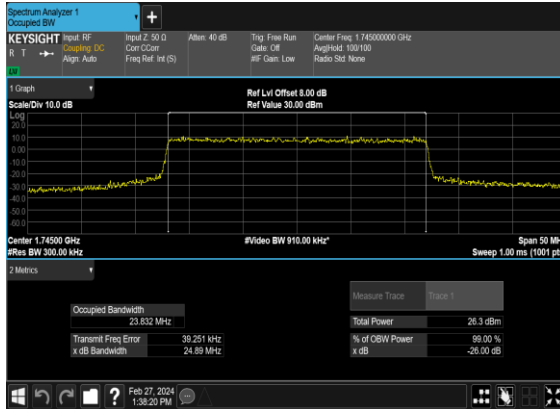 Spectrum Analyzer 1
Occupied BW
+
KEYSIGHT Input: RF Input Z: 50 Ω Atten: 40 dB Trig: Free Run Center Freq: 1.745000000 GHz
R T Coupling: DC Corr CCorr Gate: Off Avg|Hold: 100/100
Align: Auto Freq Ref: Int (S) #IF Gain: Low Radio Std: None
LU
1 Graph
Ref Lvl Offset 8.00 dB
Scale/Div 10.0 dB Ref Value 30.00 dBm
Log
20.0
10.0
0.00
-10.0
-20.0
-30.0
-40.0
-50.0
-60.0
Center 1.74500 GHz #Video BW 910.00 kHz* Span 50 MH
#Res BW 300.00 kHz Sweep 1.00 ms (1001 pt
2 Metrics
Measure Trace Trace 1
Occupied Bandwidth
23.832 MHz Total Power 26.3 dBm
Transmit Freq Error 39.251 kHz % of OBW Power 99.00 %
x dB Bandwidth 24.89 MHz x dB -26.00 dB
? Feb 27, 2024
1:38:20 PM